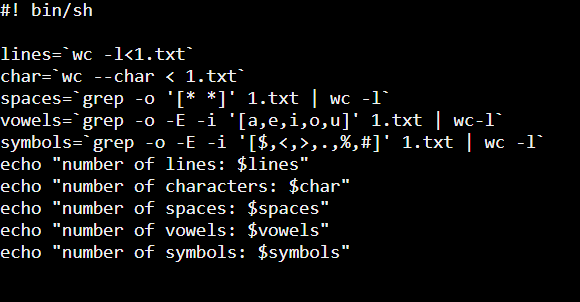 #! bin/sh
lines=`wc -l<1.txt`
char=`wc --char < 1.txt`
spaces=`grep -o '[* *]' 1.txt | wc -l`
vowels=`grep -o -E -i '[a,e,i,o,u]' 1.txt | wc-l`
symbols=`grep -o -E -i '[$,<,>,.,%,#]' 1.txt | wc -l`
echo "number of lines: $lines"
echo "number of characters: $char"
echo "number of spaces: $spaces"
echo "number of vowels: $vowels"
echo "number of symbols: $symbols"